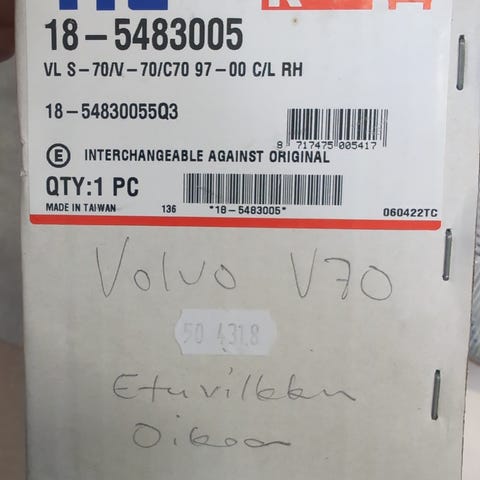 18-5483005
VL S-70/V-70/C70 97-00 C/L RH
18-54830055Q3
8 717475 005417
E INTERCHANGEABLE AGAINST ORIGINAL
QTY:1 PC
MADE IN TAIWAN 136 *18-5483005* 060422TC
Volvo V70
50 431.8
Etuvilkku
Oikea